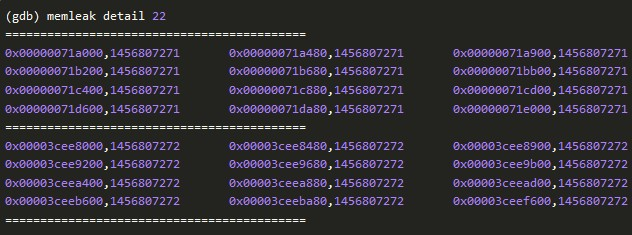 (gdb) memleak detail 22
===========================================
0x00000071a000,1456807271 0x00000071a480,1456807271 0x00000071a900,1456807271
0x00000071b200,1456807271 0x00000071b680,1456807271 0x00000071bb00,1456807271
0x00000071c400,1456807271 0x00000071c880,1456807271 0x00000071cd00,1456807271
0x00000071d600,1456807271 0x00000071da80,1456807271 0x00000071e000,1456807271
===========================================
0x00003cee8000,1456807272 0x00003cee8480,1456807272 0x00003cee8900,1456807272
0x00003cee9200,1456807272 0x00003cee9680,1456807272 0x00003cee9b00,1456807272
0x00003ceea400,1456807272 0x00003ceea880,1456807272 0x00003ceead00,1456807272
0x00003ceeb600,1456807272 0x00003ceeba80,1456807272 0x00003ceef600,1456807272
===========================================